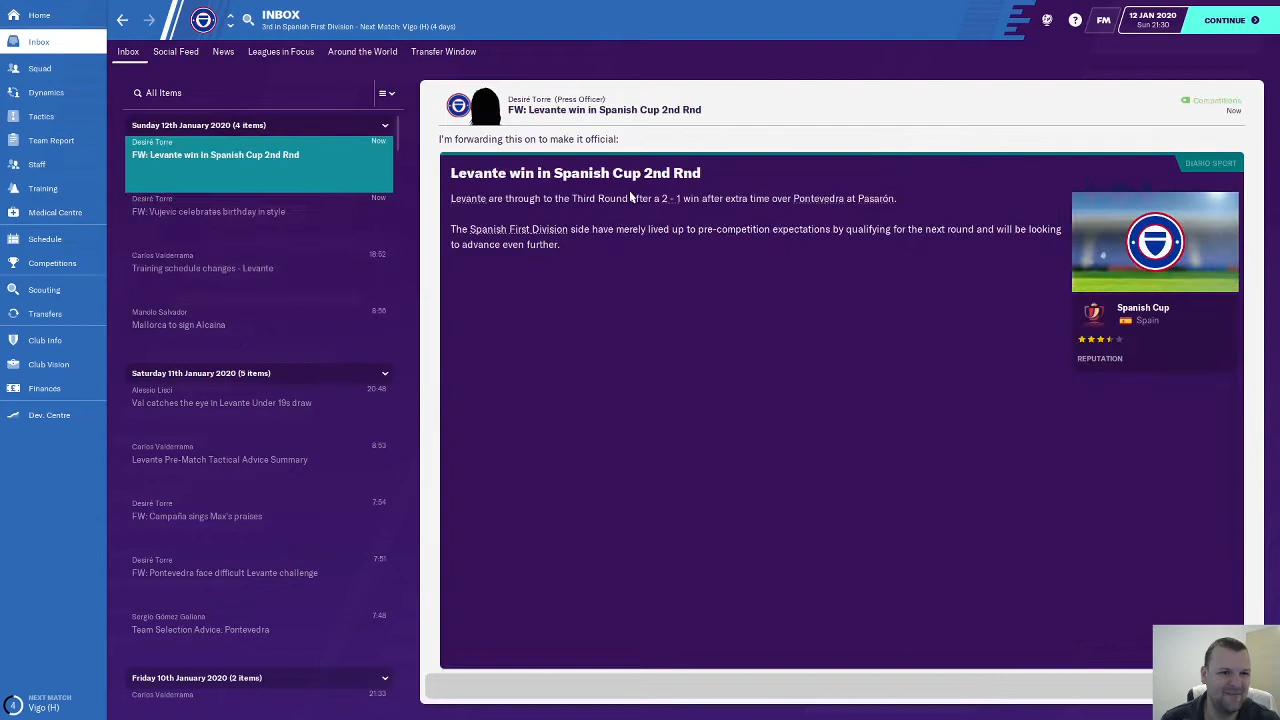 Home
INBOX
3rd in Spanish First Division - Next Match: Vigo (H) (4 days)
FM
12 JAN 2020
Sun 21:30
CONTINUE
Inbox
Squad
Dynamics
Tactics
Team Report
Staff
Training
Medical Centre
Schedule
Competitions
Scouting
Transfers
Club Info
Club Vision
Finances
Dev. Centre
NEXT MATCH
4
Vigo (H)
Inbox Social Feed News Leagues in Focus Around the World Transfer Window
All Items
Sunday 12th January 2020 (4 items)
Desiré Torre Now
FW: Levante win in Spanish Cup 2nd Rnd
Desiré Torre Now
FW: Vujevic celebrates birthday in style
Carlos Valderrama 18:52
Training schedule changes - Levante
Manolo Salvador 8:56
Mallorca to sign Alcaina
Saturday 11th January 2020 (5 items)
Alessio Lisci 20:48
Val catches the eye in Levante Under 19s draw
Carlos Valderrama 8:53
Levante Pre-Match Tactical Advice Summary
Desiré Torre 7:54
FW: Campaña sings Max's praises
Desiré Torre 7:51
FW: Pontevedra face difficult Levante challenge
Sergio Gómez Galiana 7:48
Team Selection Advice: Pontevedra
Friday 10th January 2020 (2 items)
Carlos Valderrama 21:33
Desiré Torre (Press Officer)
FW: Levante win in Spanish Cup 2nd Rnd
Competitions
Now
I'm forwarding this on to make it official:
DIARIO SPORT
Levante win in Spanish Cup 2nd Rnd
Levante are through to the Third Round after a 2 - 1 win after extra time over Pontevedra at Pasarón.
The Spanish First Division side have merely lived up to pre-competition expectations by qualifying for the next round and will be looking
to advance even further.
Spanish Cup
Spain
REPUTATION